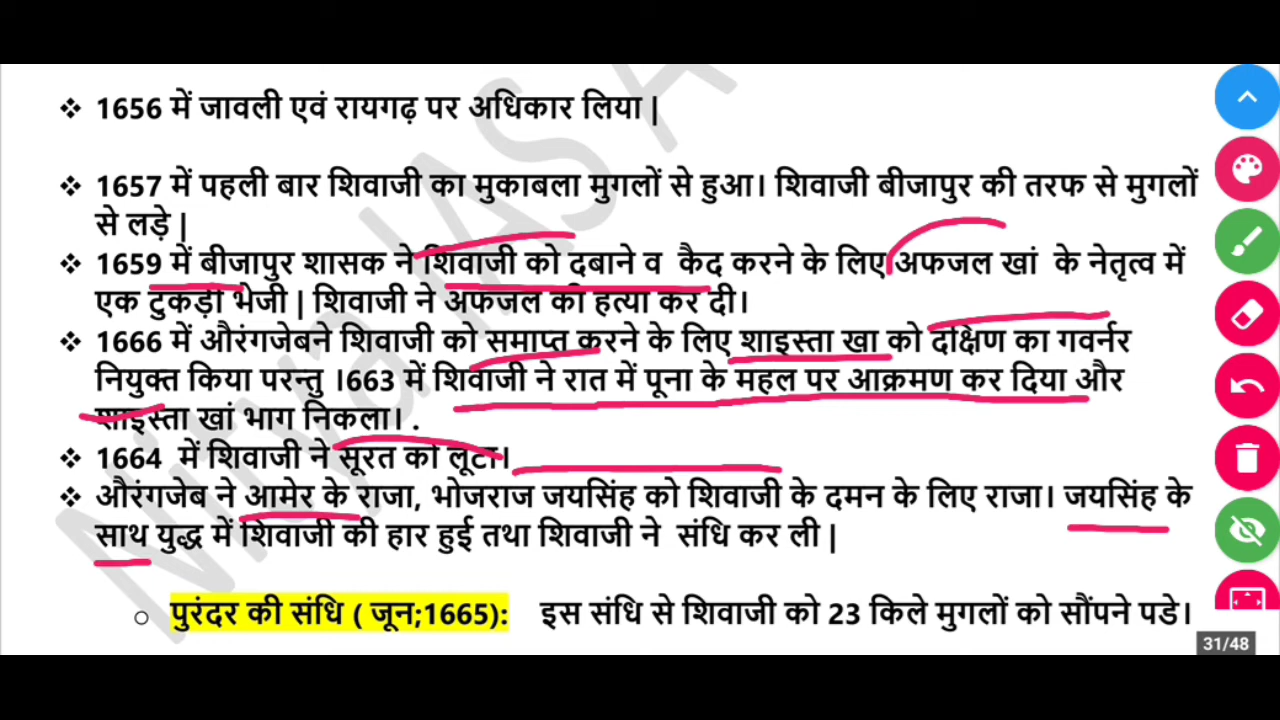 ❖ 1656 में जावली एवं रायगढ़ पर अधिकार लिया |
❖ 1657 में पहली बार शिवाजी का मुकाबला मुगलों से हुआ। शिवाजी बीजापुर की तरफ से मुगलों
से लड़े |
❖ 1659 में बीजापुर शासक ने शिवाजी को दबाने व कैद करने के लिए अफजल खां के नेतृत्व में
एक टुकड़ी भेजी | शिवाजी ने अफजल की हत्या कर दी।
❖ 1666 में औरंगजेबने शिवाजी को समाप्त करने के लिए शाइस्ता खा को दक्षिण का गवर्नर
नियुक्त किया परन्तु ।663 में शिवाजी ने रात में पूना के महल पर आक्रमण कर दिया और
शाइस्ता खां भाग निकला। .
❖ 1664 में शिवाजी ने सूरत को लूटा।
❖ औरंगजेब ने आमेर के राजा, भोजराज जयसिंह को शिवाजी के दमन के लिए राजा। जयसिंह के
साथ युद्ध में शिवाजी की हार हुई तथा शिवाजी ने संधि कर ली |
○ पुरंदर की संधि ( जून;1665): इस संधि से शिवाजी को 23 किले मुगलों को सौंपने पडे।
31/48
Nitya IAS A